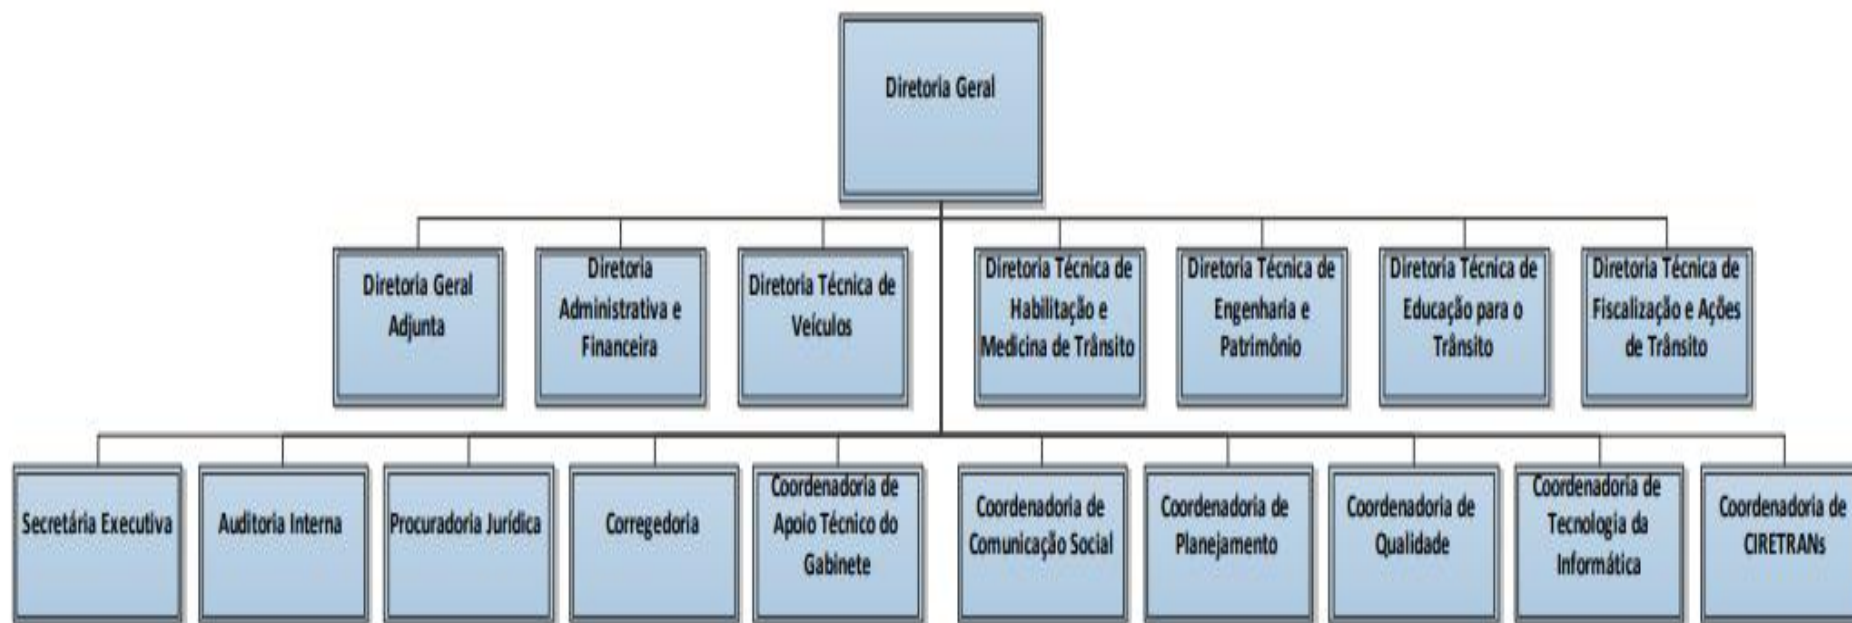 Diretoria Geral
Diretoria Geral
Adjunta
Diretoria
Administrativa e
Financeira
Diretoria Técnica de
Veículos
Diretoria Técnica de
Habilitação e
Medicina de Trânsito
Diretoria Técnica de
Engenharia e
Patrimônio
Diretoria Técnica de
Educação para o
Trânsito
Diretoria Técnica de
Fiscalização e Ações
de Trânsito
Secretária Executiva
Auditoria Interna
Procuradoria Jurídica
Corregedoria
Coordenadoria de
Apoio Técnico do
Gabinete
Coordenadoria de
Comunicação Social
Coordenadoria de
Planejamento
Coordenadoria de
Qualidade
Coordenadoria de
Tecnologia da
Informática
Coordenadoria de
CIRETRANs